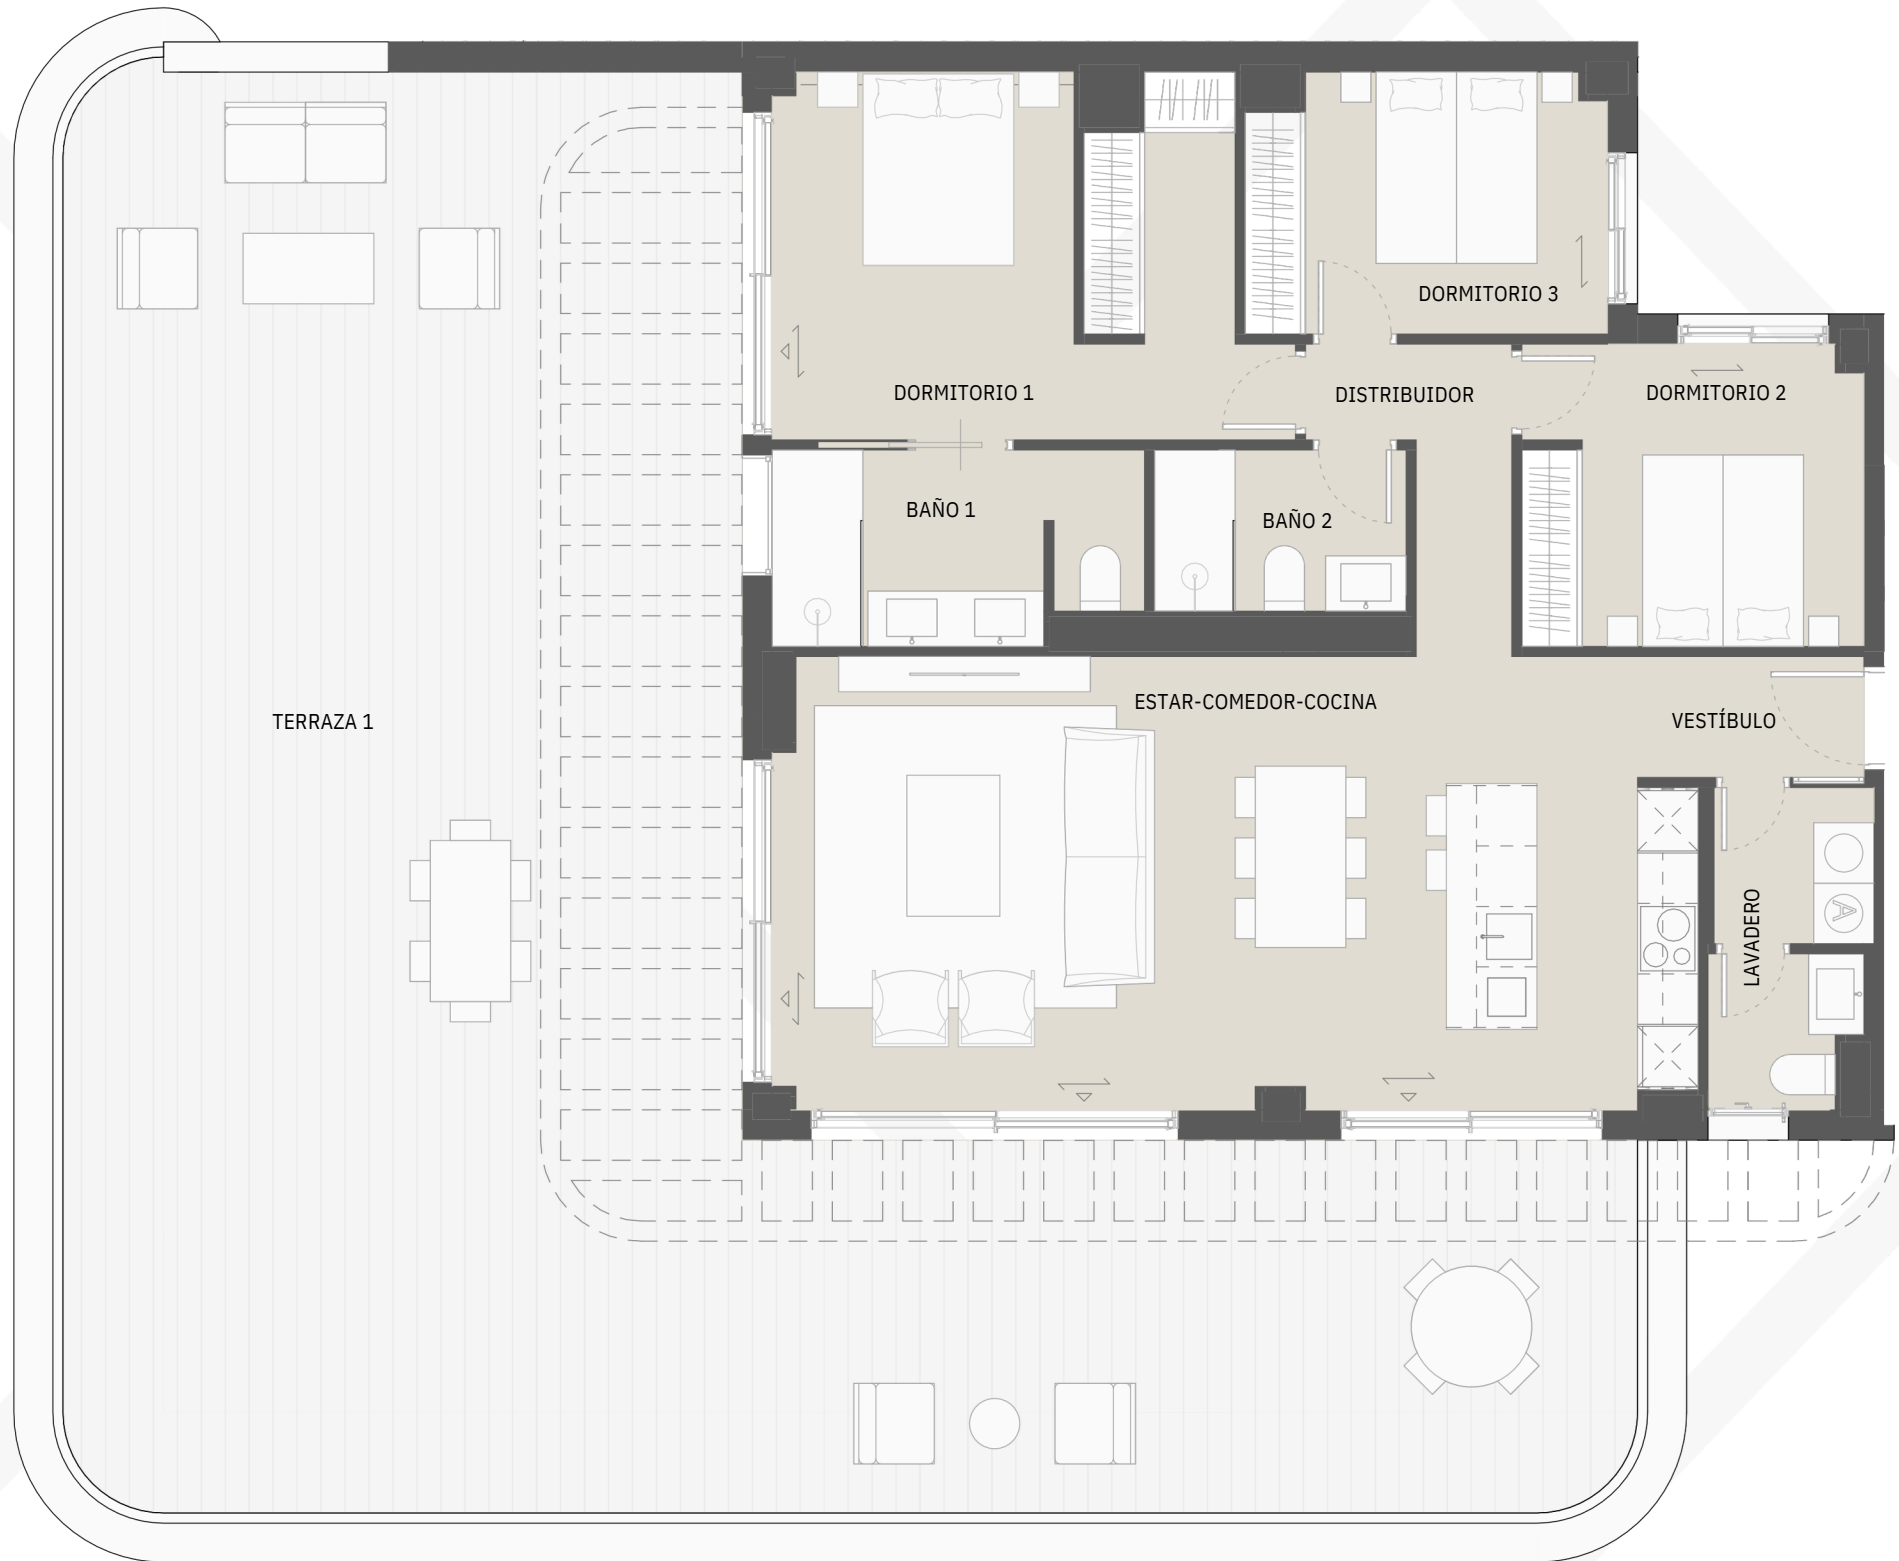 DORMITORIO 3
DORMITORIO 1
DISTRIBUIDOR
DORMITORIO 2
BAÑO 1
BAÑO 2
ESTAR-COMEDOR-COCINA
TERRAZA 1
VESTÍBULO
LAVADERO
A